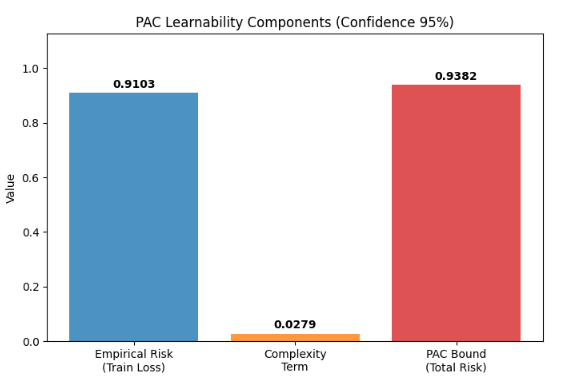 PAC Learnability Components (Confidence 95%)
Value
1.0
0.8
0.6
0.4
0.2
0.0
0.9103
0.0279
0.9382
Empirical Risk
(Train Loss)
Complexity
Term
PAC Bound
(Total Risk)